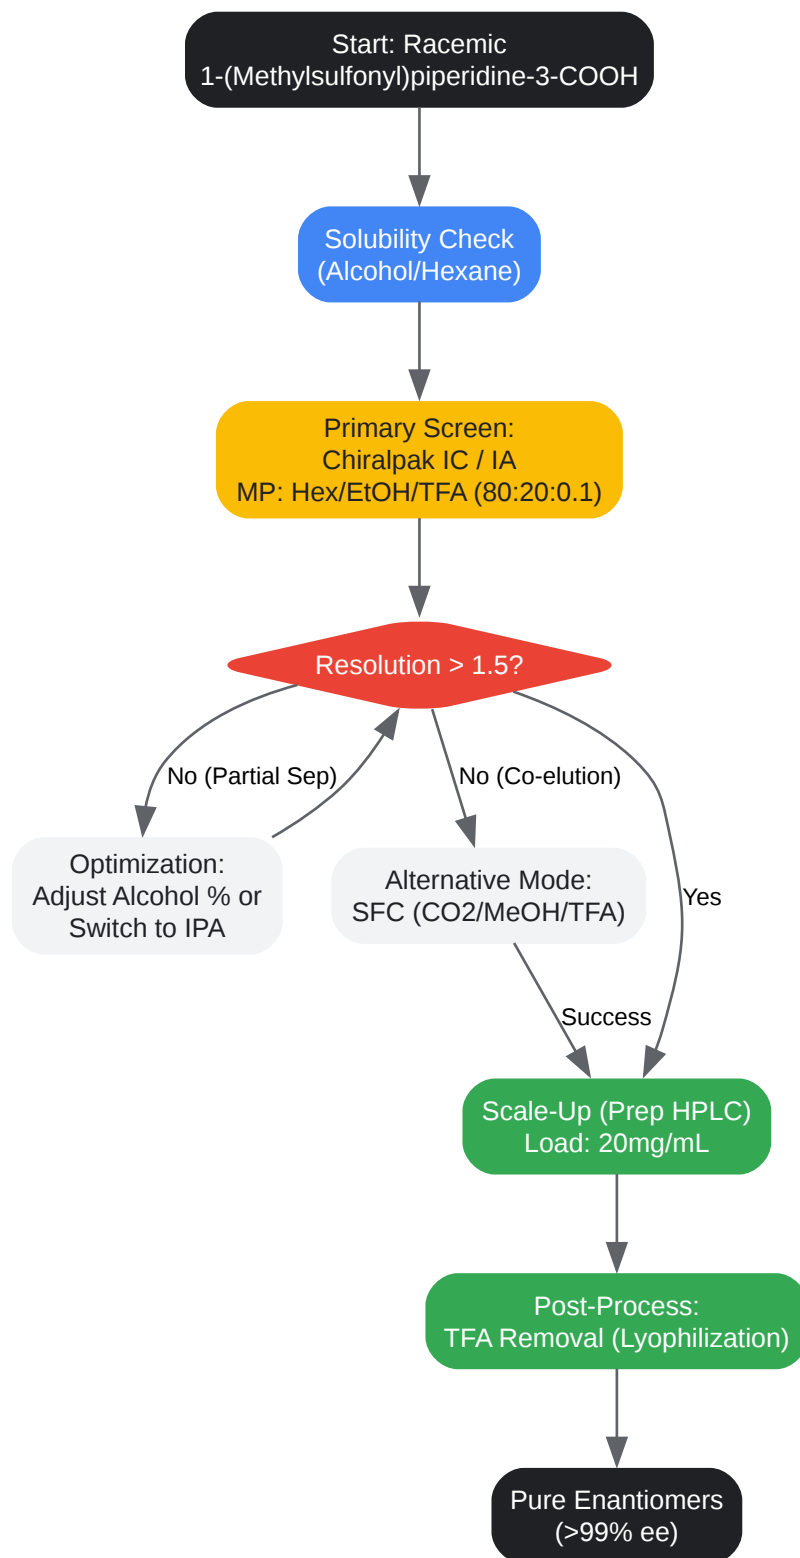 Start: Racemic
1-(Methylsulfonyl)piperidine-3-COOH
Solubility Check
(Alcohol/Hexane)
Primary Screen:
Chiralpak IC / IA
MP: Hex/EtOH/TFA (80:20:0.1)
Resolution > 1.5?
No (Partial Sep)
No (Co-elution)
Optimization:
Adjust Alcohol % or
Switch to IPA
Alternative Mode:
SFC (CO2/MeOH/TFA)
Yes
Success
Scale-Up (Prep HPLC)
Load: 20mg/mL
Post-Process:
TFA Removal (Lyophilization)
Pure Enantiomers
(>99% ee)